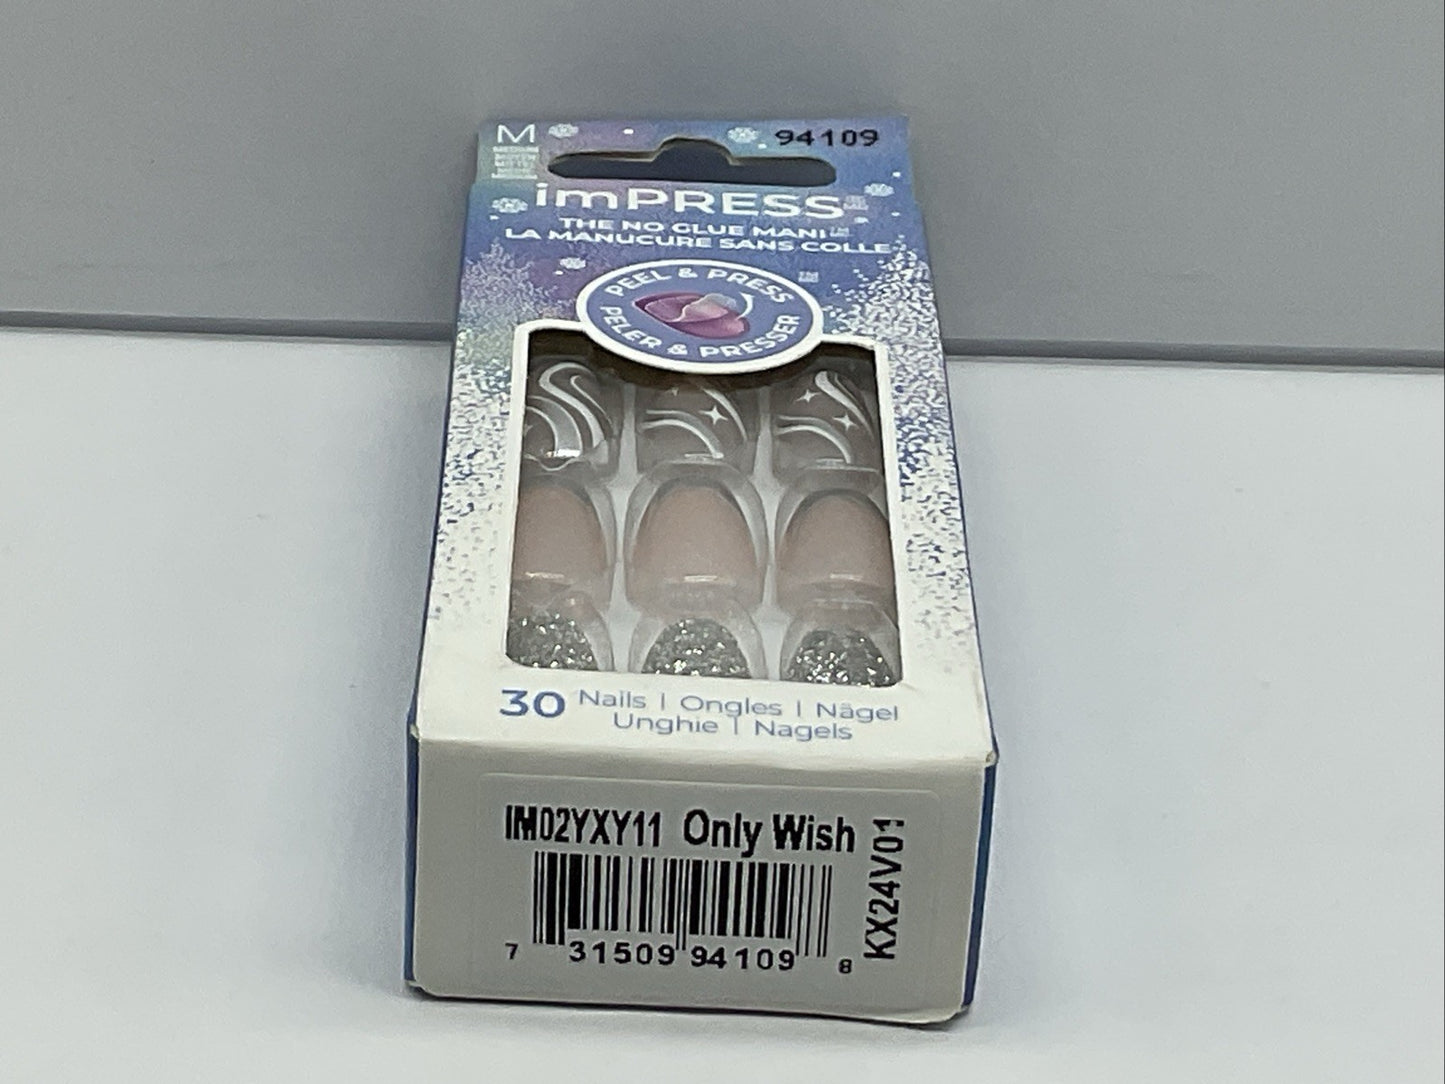 M
94109
MEDIUM
imPRESS
THE NO GLUE MANI
LA MANUCURE SANS COLLE
PEEL & PRESS
PELER & PRESSER
30 Nails | Ongles | Nägel
Unghie | Nagels
IM02YXY11 Only Wish
KX24V01
7 31509 94109 8